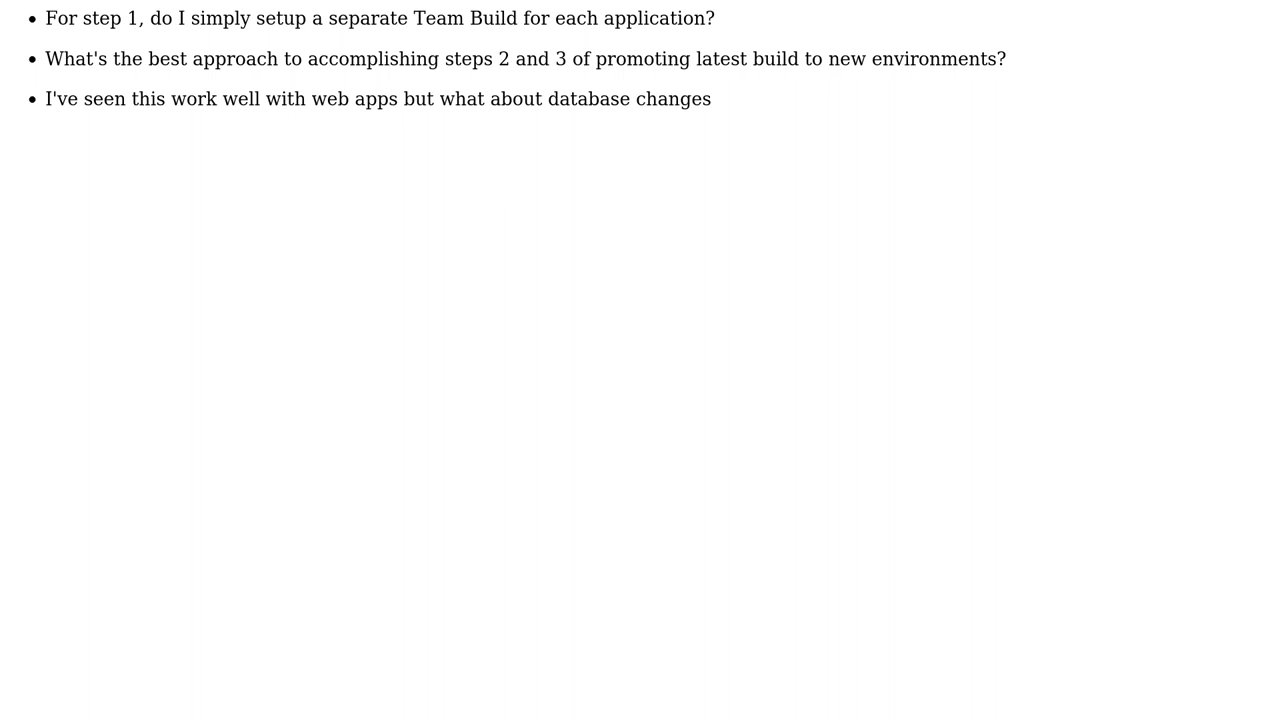 • For step 1, do I simply setup a separate Team Build for each application?
• What's the best approach to accomplishing steps 2 and 3 of promoting latest build to new environments?
• I've seen this work well with web apps but what about database changes